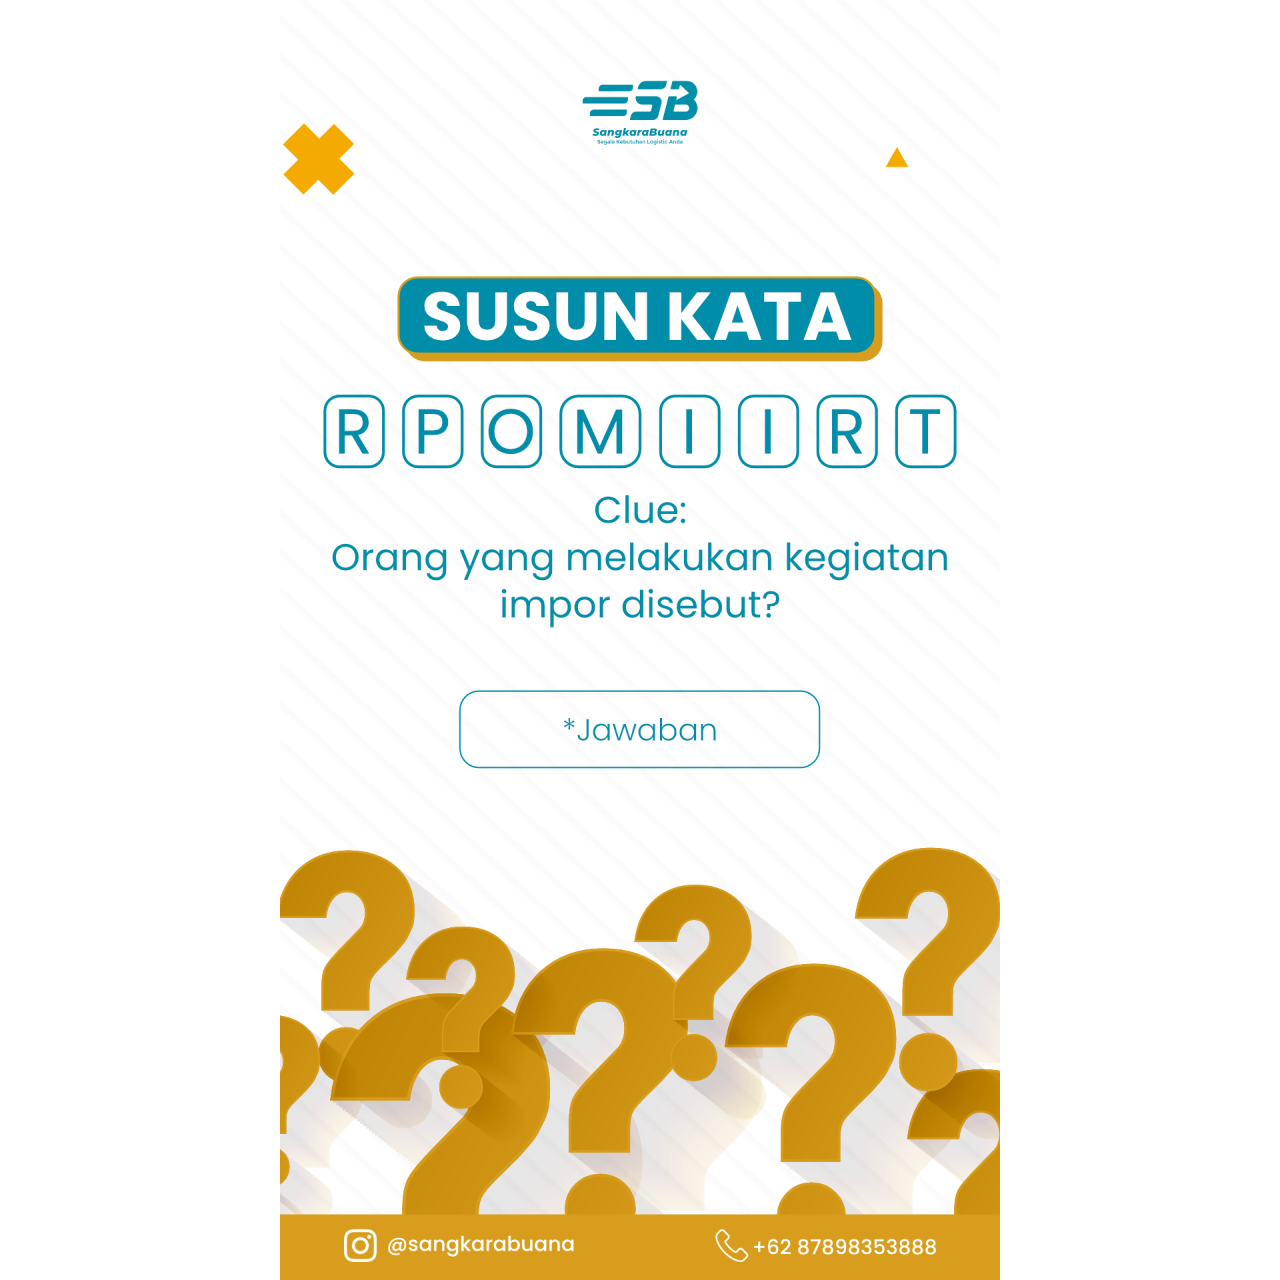 SB
SangkaraBuana
Segala Kebutuhan Logistic Anda
SUSUN KATA
R P O M I I R T
Clue:
Orang yang melakukan kegiatan
impor disebut?
*Jawaban
@sangkarabuana
+62 87898353888